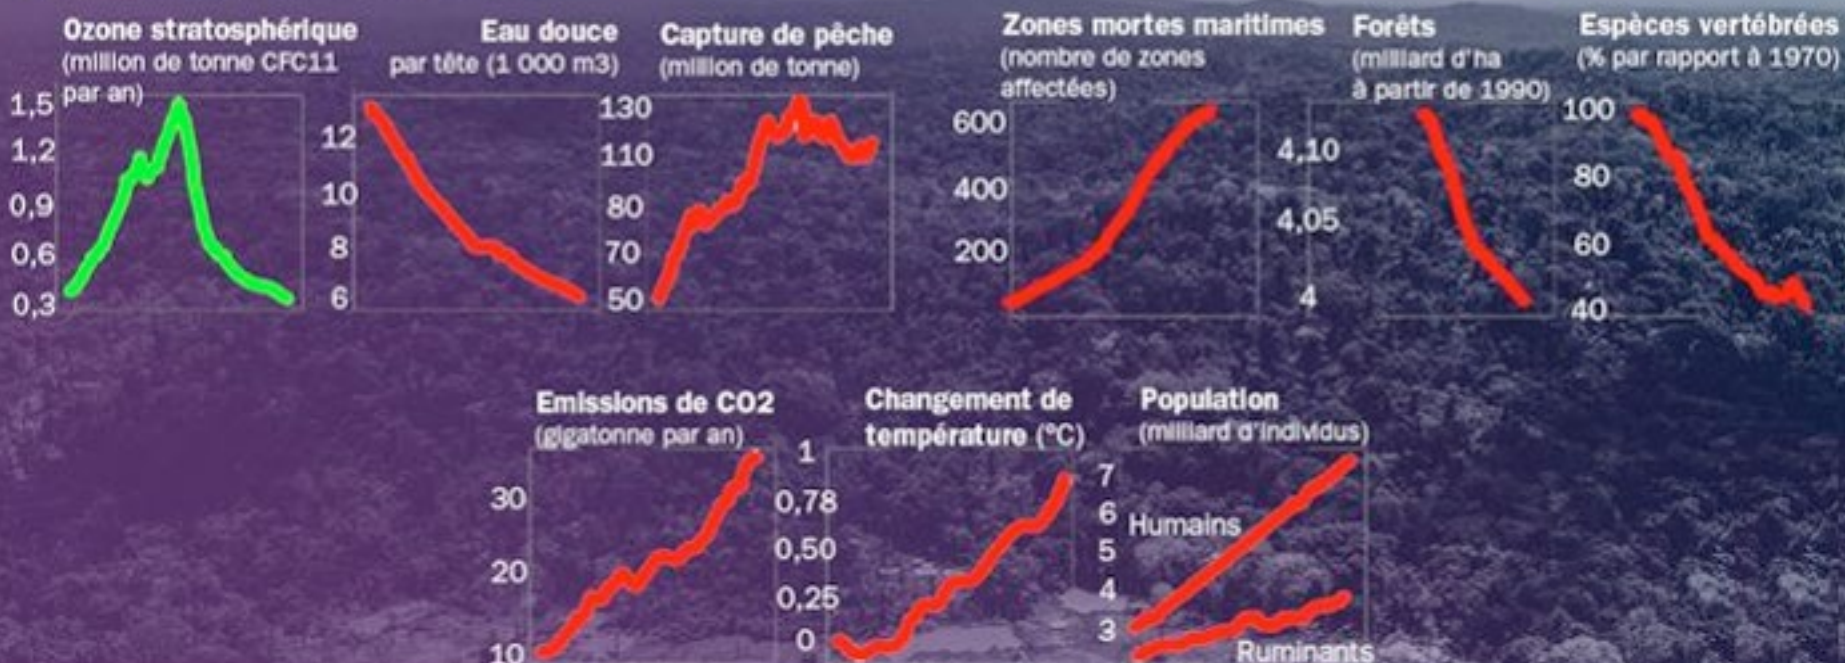 Ozone stratosphérique
(million de tonne CFC11
par an)
1,5
1,2
0,9
0,6
0,3
Eau douce
par tête (1 000 m3)
12
10
8
6
Capture de pêche
(million de tonne)
130
110
80
70
50
Zones mortes maritimes
(nombre de zones
affectées)
600
400
200
Forêts
(milliard d'ha
à partir de 1990)
4,10
4,05
4
Espèces vertébrées
(% par rapport à 1970)
100
80
60
40
Emissions de CO2
(gigatonne par an)
30
20
10
Changement de
température (°C)
1
0,78
0,50
0,25
0
Population
(milliard d'individus)
7
6
5
4
3
Humains
Ruminants